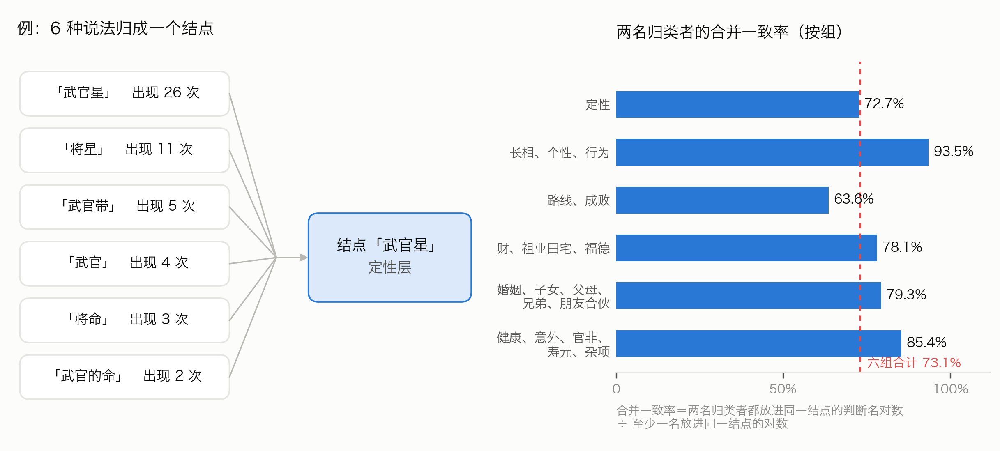 例：6 种说法归成一个结点
「武官星」 出现 26 次
「将星」 出现 11 次
「武官带」 出现 5 次
「武官」 出现 4 次
「将命」 出现 3 次
「武官的命」 出现 2 次
结点「武官星」
定性层
两名归类者的合并一致率（按组）
定性 72.7%
长相、个性、行为 93.5%
路线、成败 63.6%
财、祖业田宅、福德 78.1%
婚姻、子女、父母、
兄弟、朋友合伙 79.3%
健康、意外、官非、
寿元、杂项 85.4%
六组合计 73.1%
0 50% 100%
合并一致率＝两名归类者都放进同一结点的判断名对数
÷ 至少一名放进同一结点的对数